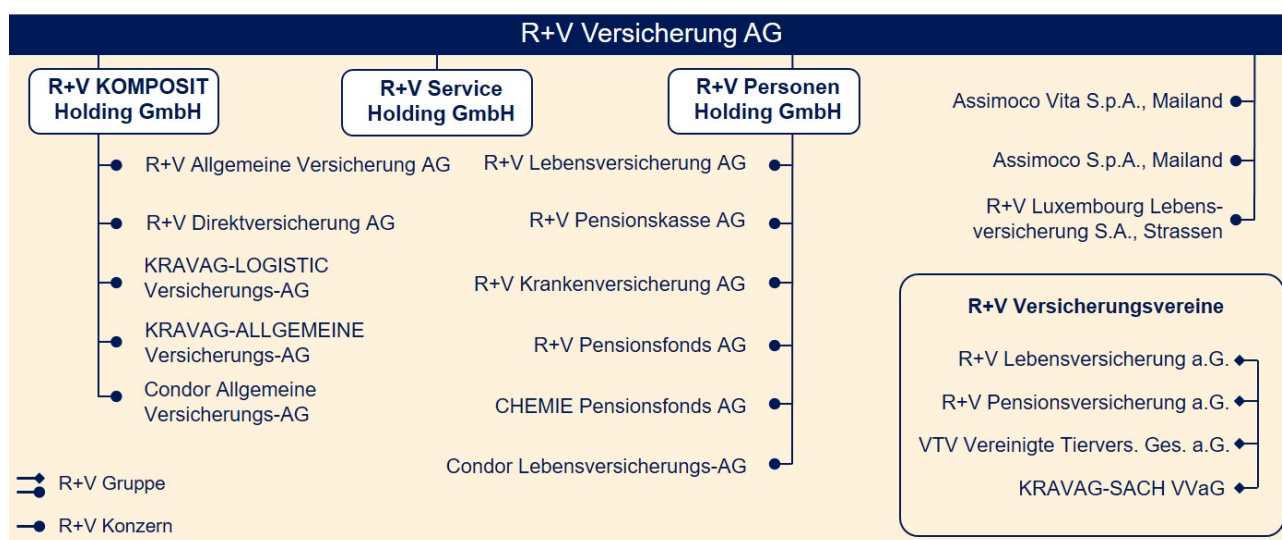 R+V Versicherung AG
R+V KOMPOSIT
Holding GmbH
R+V Allgemeine Versicherung AG
R+V Direktversicherung AG
KRAVAG-LOGISTIC
Versicherungs-AG
KRAVAG-ALLGEMEINE
Versicherungs-AG
Condor Allgemeine
Versicherungs-AG
R+V Service
Holding GmbH
R+V Personen
Holding GmbH
R+V Lebensversicherung AG
R+V Pensionskasse AG
R+V Krankenversicherung AG
R+V Pensionsfonds AG
CHEMIE Pensionsfonds AG
Condor Lebensversicherungs-AG
Assimoco Vita S.p.A., Mailand
Assimoco S.p.A., Mailand
R+V Luxembourg Lebens-
versicherung S.A., Strassen
R+V Versicherungsvereine
R+V Lebensversicherung a.G.
R+V Pensionsversicherung a.G.
VTV Vereinigte Tiervers. Ges. a.G.
KRAVAG-SACH VVaG
R+V Gruppe
R+V Konzern